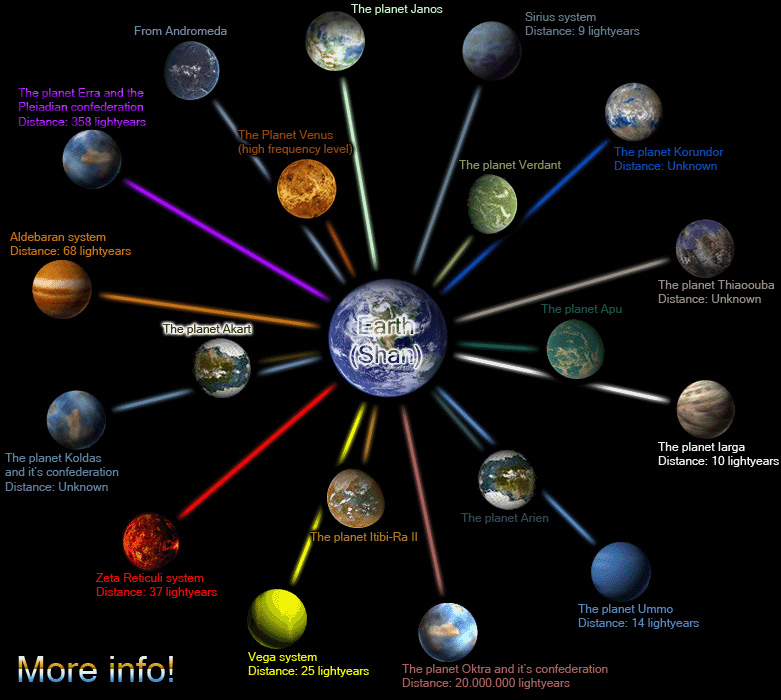 The planet Janos
Sirius system
Distance: 9 lightyears
From Andromeda
The planet Erra and the
Pleiadian confederation
Distance: 358 lightyears
The Planet Venus
(high frequency level)
The planet Verdant
The planet Korundor
Distance: Unknown
Aldebaran system
Distance: 68 lightyears
The planet Thiaoouba
Distance: Unknown
The planet Apu
The planet Akart
Earth
(Shan)
The planet Koldas
and it's confederation
Distance: Unknown
The planet Iarga
Distance: 10 lightyears
The planet Arien
The planet Itibi-Ra II
Zeta Reticuli system
Distance: 37 lightyears
The planet Ummo
Distance: 14 lightyears
Vega system
Distance: 25 lightyears
The planet Oktra and it's confederation
Distance: 20.000.000 lightyears
More info!